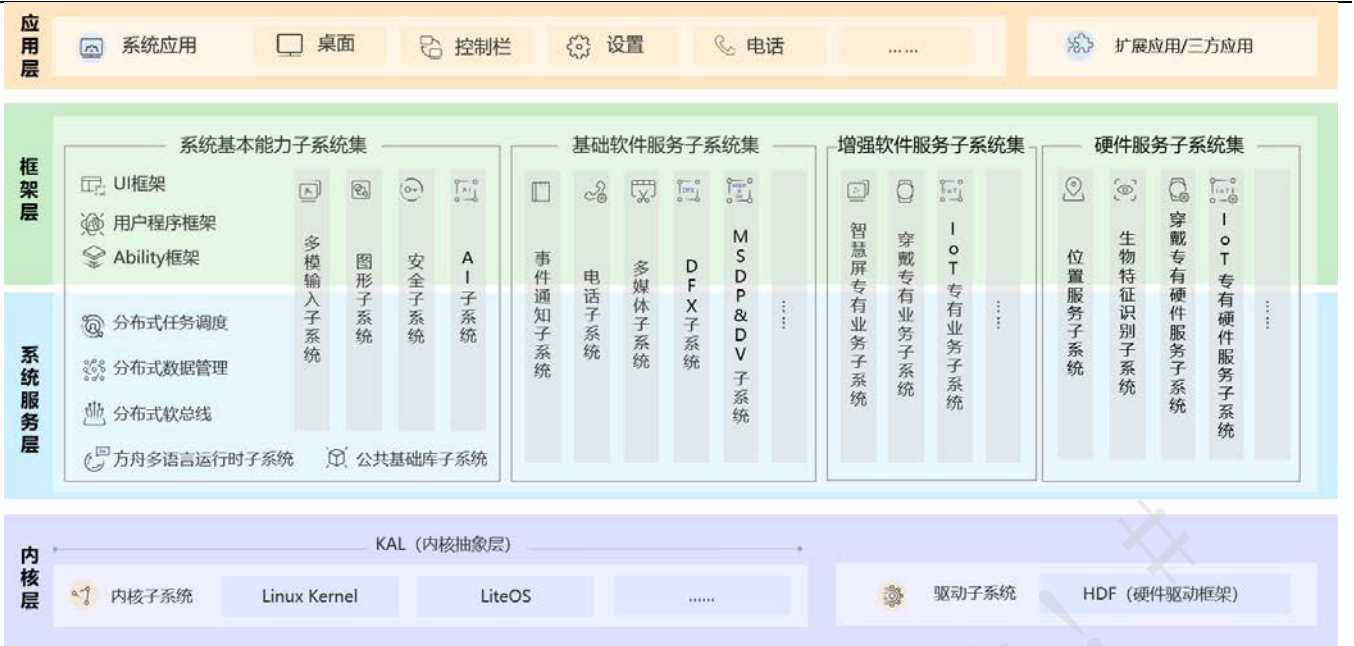 应用层
系统应用
桌面
控制栏
设置
电话
......
扩展应用/三方应用
框架层
系统基本能力子系统集
UI框架
用户程序框架
Ability框架
多模输入子系统
图形子系统
安全子系统
AI子系统
基础软件服务子系统集
事件通知子系统
电话子系统
多媒体子系统
DFX子系统
MSDP&DV子系统
......
增强软件服务子系统集
智慧屏专有业务子系统
穿戴专有业务子系统
IoT专有业务子系统
......
硬件服务子系统集
位置服务子系统
生物特征识别子系统
穿戴专有硬件服务子系统
IoT专有硬件服务子系统
......
系统服务层
分布式任务调度
分布式数据管理
分布式软总线
方舟多语言运行时子系统
公共基础库子系统
内核层
KAL（内核抽象层）
内核子系统
Linux Kernel
LiteOS
......
驱动子系统
HDF（硬件驱动框架）